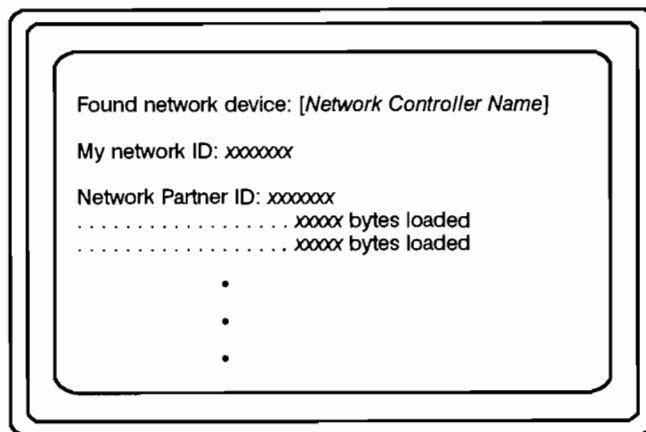 Found network device: [Network Controller Name]
My network ID: xxxxxxx
Network Partner ID: xxxxxxx
. . . . . . . . . . . . . . . . . . . xxxxx bytes loaded
. . . . . . . . . . . . . . . . . . . xxxxx bytes loaded
•
•
•